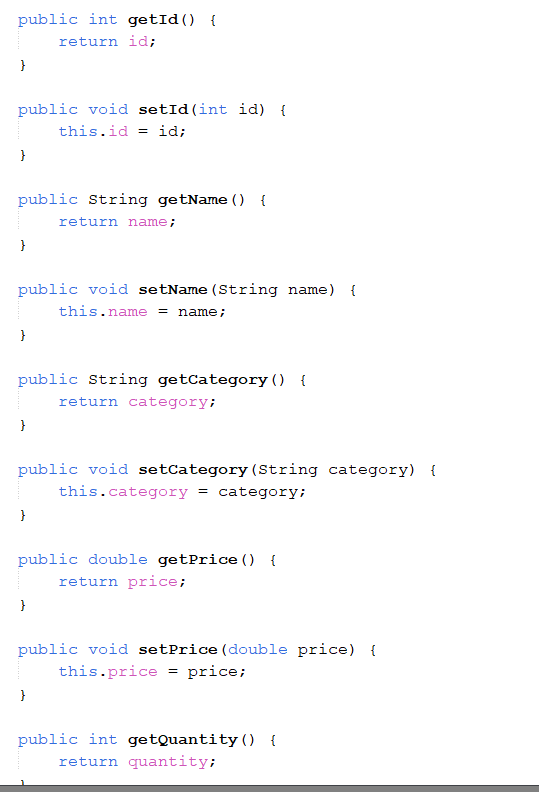 public int getId() {
    return id;
}

public void setId(int id) {
    this.id = id;
}

public String getName() {
    return name;
}

public void setName(String name) {
    this.name = name;
}

public String getCategory() {
    return category;
}

public void setCategory(String category) {
    this.category = category;
}

public double getPrice() {
    return price;
}

public void setPrice(double price) {
    this.price = price;
}

public int getQuantity() {
    return quantity;
}